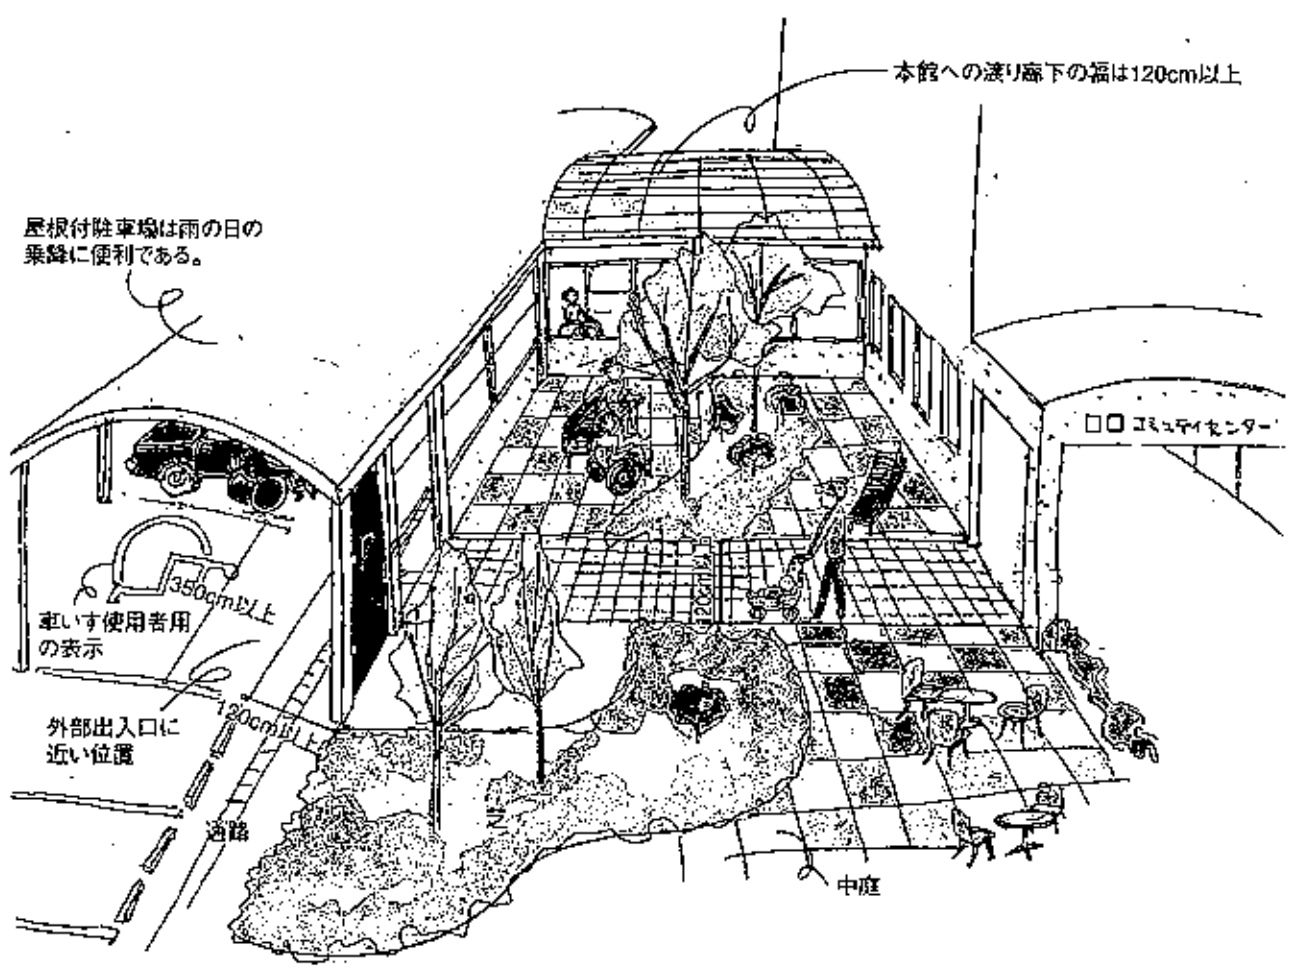 本館への渡り廊下の幅は120cm以上
屋根付駐車場は雨の日の
乗降に便利である。
□□コミュティセンター
350cm以上
車いす使用者用
の表示
120cm以上
外部出入口に
近い位置
120cm以上
通路
芝
中庭